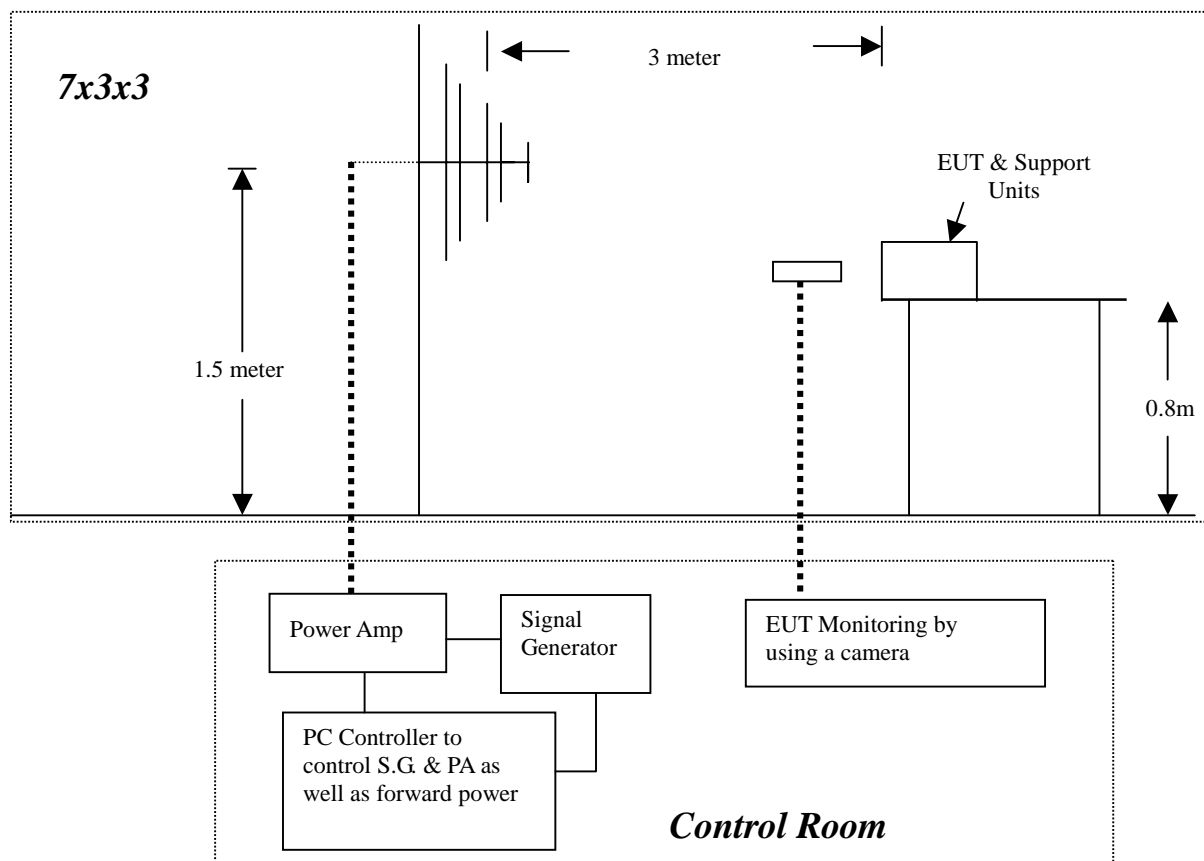 7x3x3
3 meter
EUT & Support
Units
1.5 meter
0.8m
Power Amp
Signal
Generator
EUT Monitoring by
using a camera
PC Controller to
control S.G. & PA as
well as forward power
Control Room